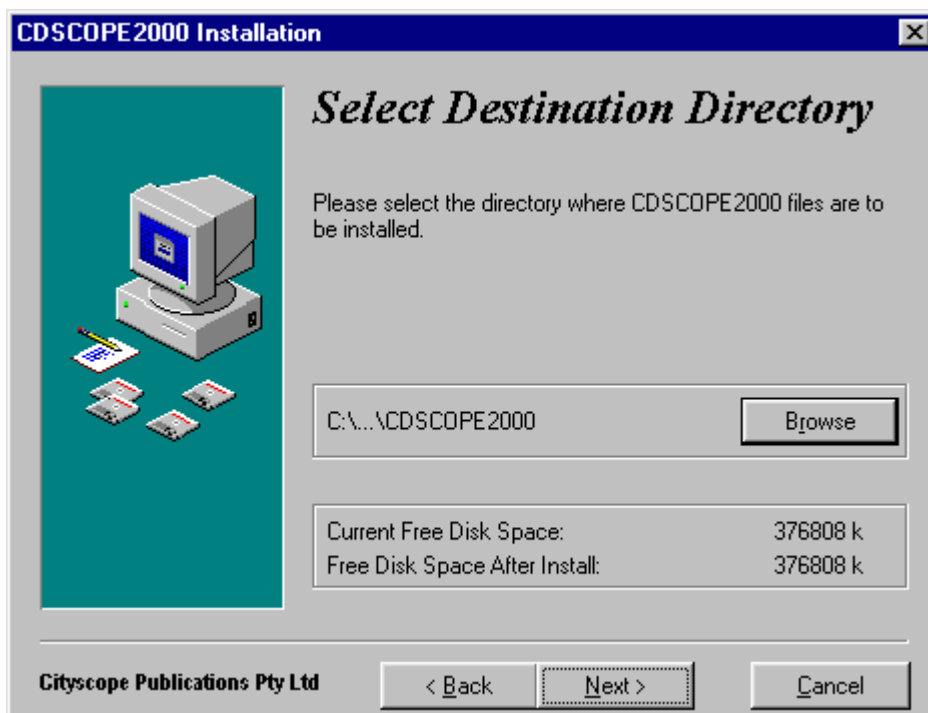 CDSCOPE2000 Installation
Select Destination Directory
Please select the directory where CDSCOPE2000 files are to
be installed.
C:\...\CDSCOPE2000
Browse
Current Free Disk Space: 376808 k
Free Disk Space After Install: 376808 k
Cityscope Publications Pty Ltd
< Back
Next >
Cancel